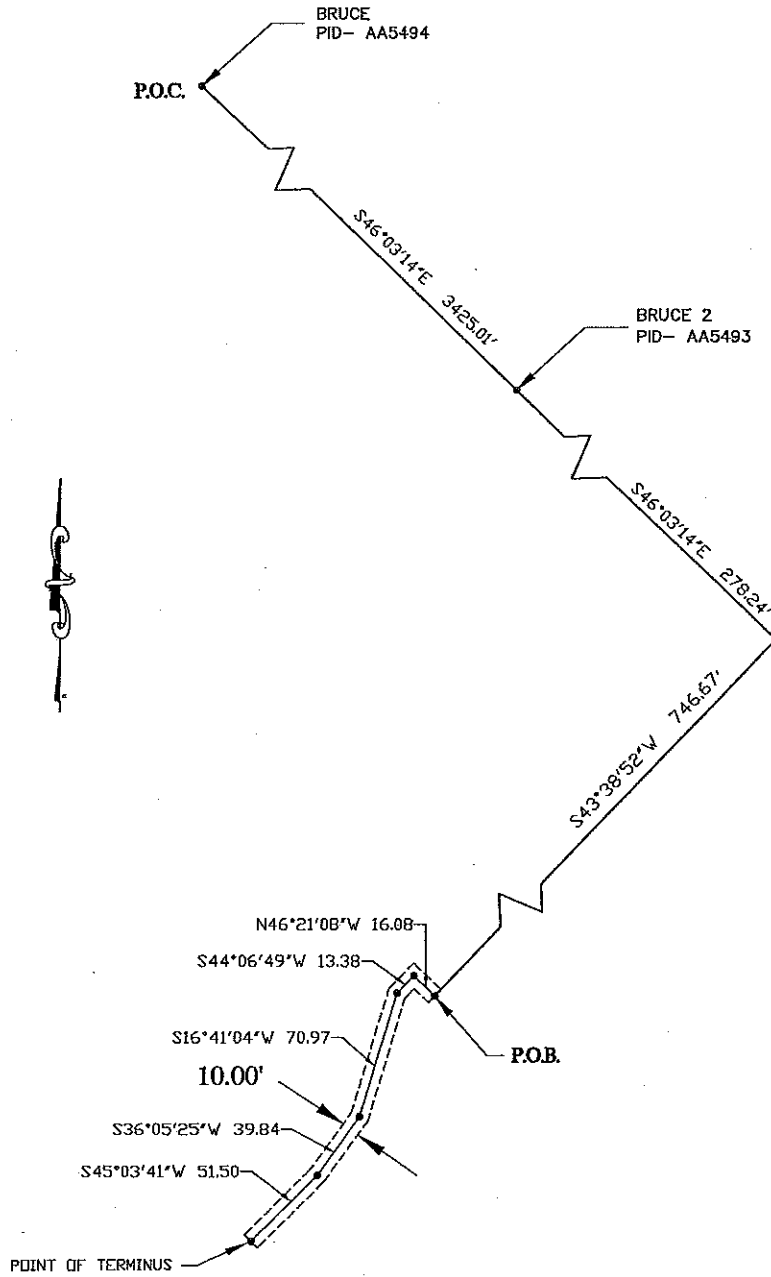 BRUCE
PID- AA5494
P.O.C.
S46°03'14"E 3425.01'
BRUCE 2
PID- AA5493
S46°03'14"E 278.24'
S43°38'52"W 746.67'
N46°21'08"W 16.08
S44°06'49"W 13.38
S16°41'04"W 70.97
P.O.B.
10.00'
S36°05'25"W 39.84
S45°03'41"W 51.50
POINT OF TERMINUS